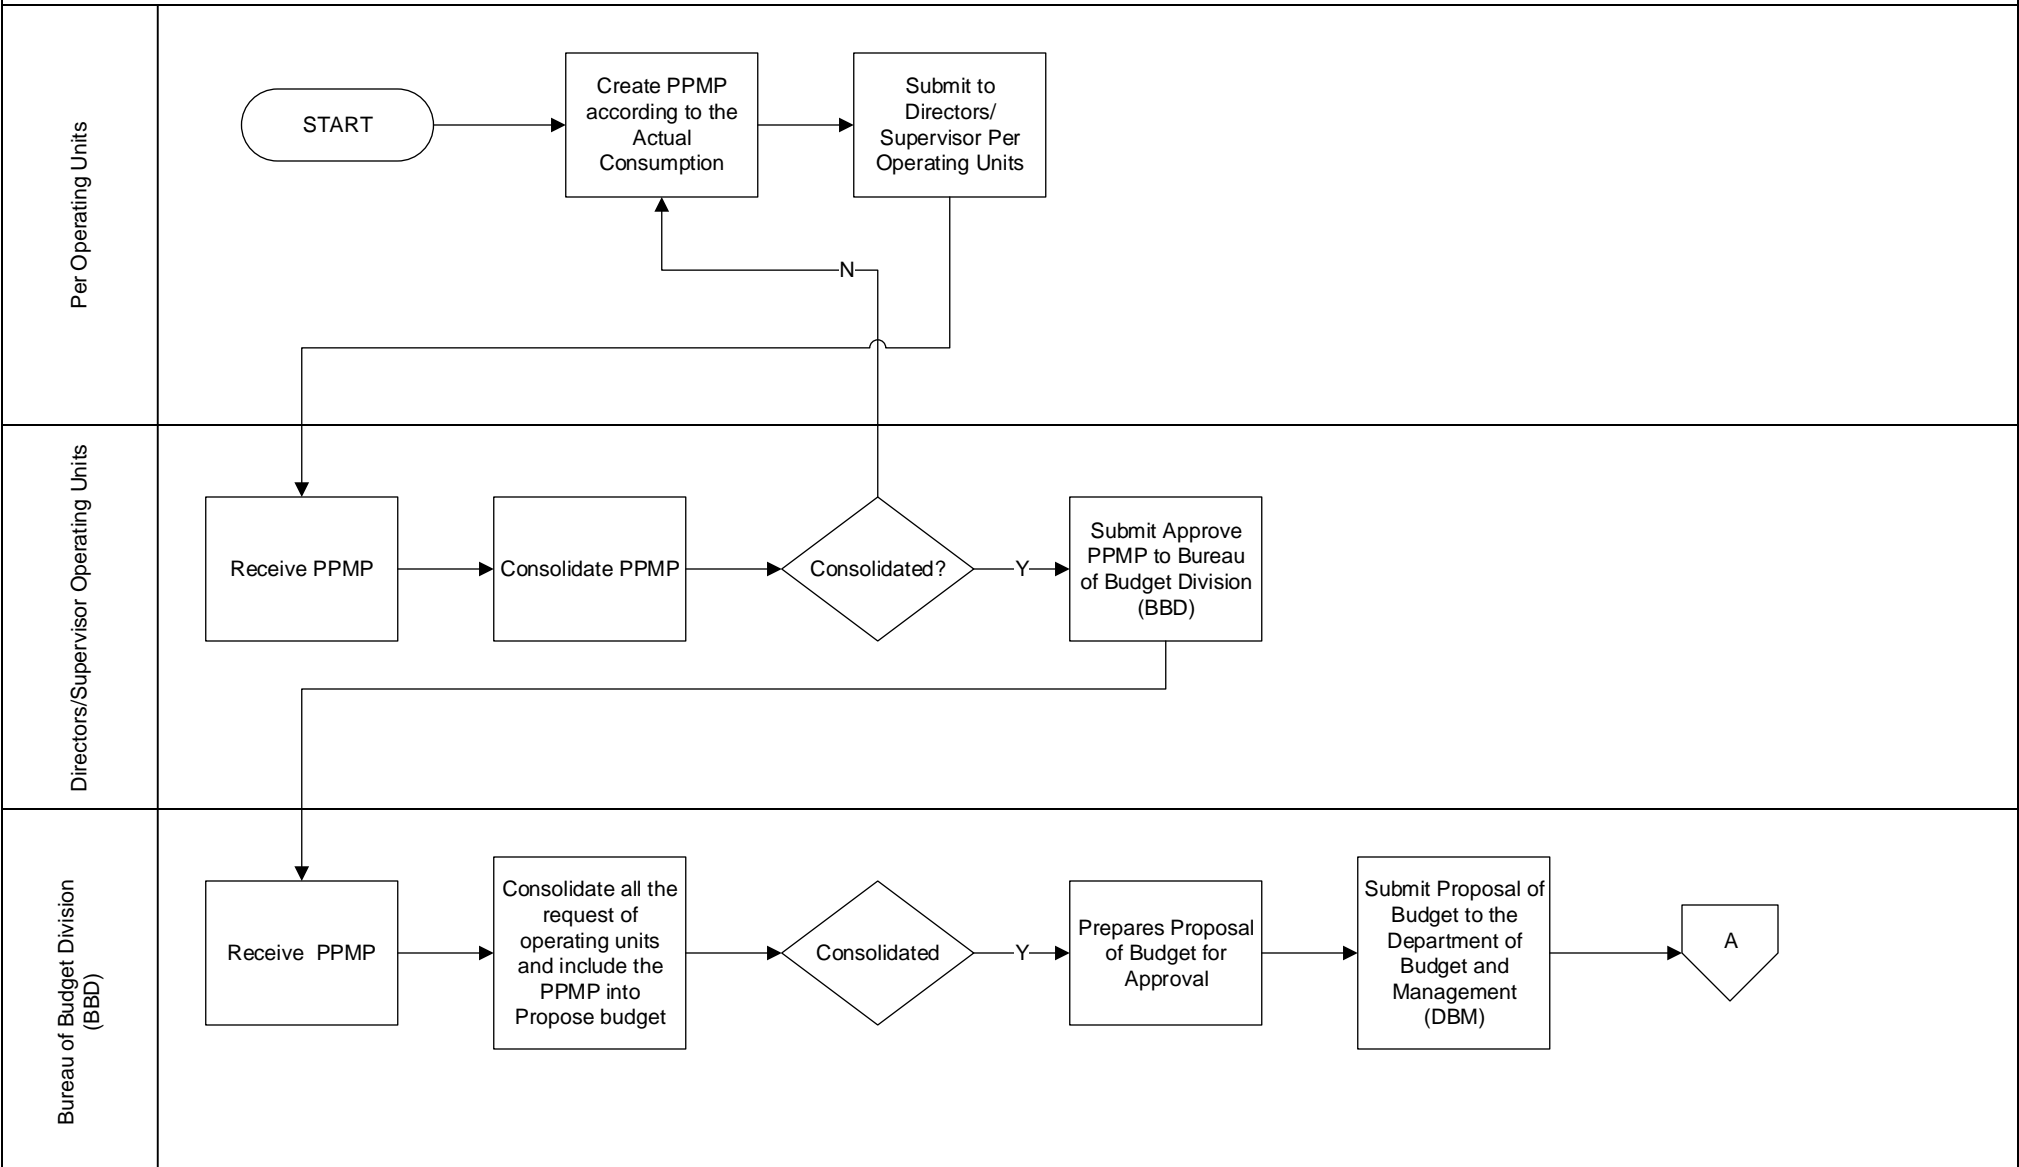 Per Operating Units
START
Create PPMP
according to the
Actual
Consumption
Submit to
Directors/
Supervisor Per
Operating Units
N
Directors/Supervisor Operating Units
Receive PPMP
Consolidate PPMP
Consolidated?
Y
Submit Approve
PPMP to Bureau
of Budget Division
(BBD)
Bureau of Budget Division
(BBD)
Receive PPMP
Consolidate all the
request of
operating units
and include the
PPMP into
Propose budget
Consolidated
Y
Prepares Proposal
of Budget for
Approval
Submit Proposal of
Budget to the
Department of
Budget and
Management
(DBM)
A